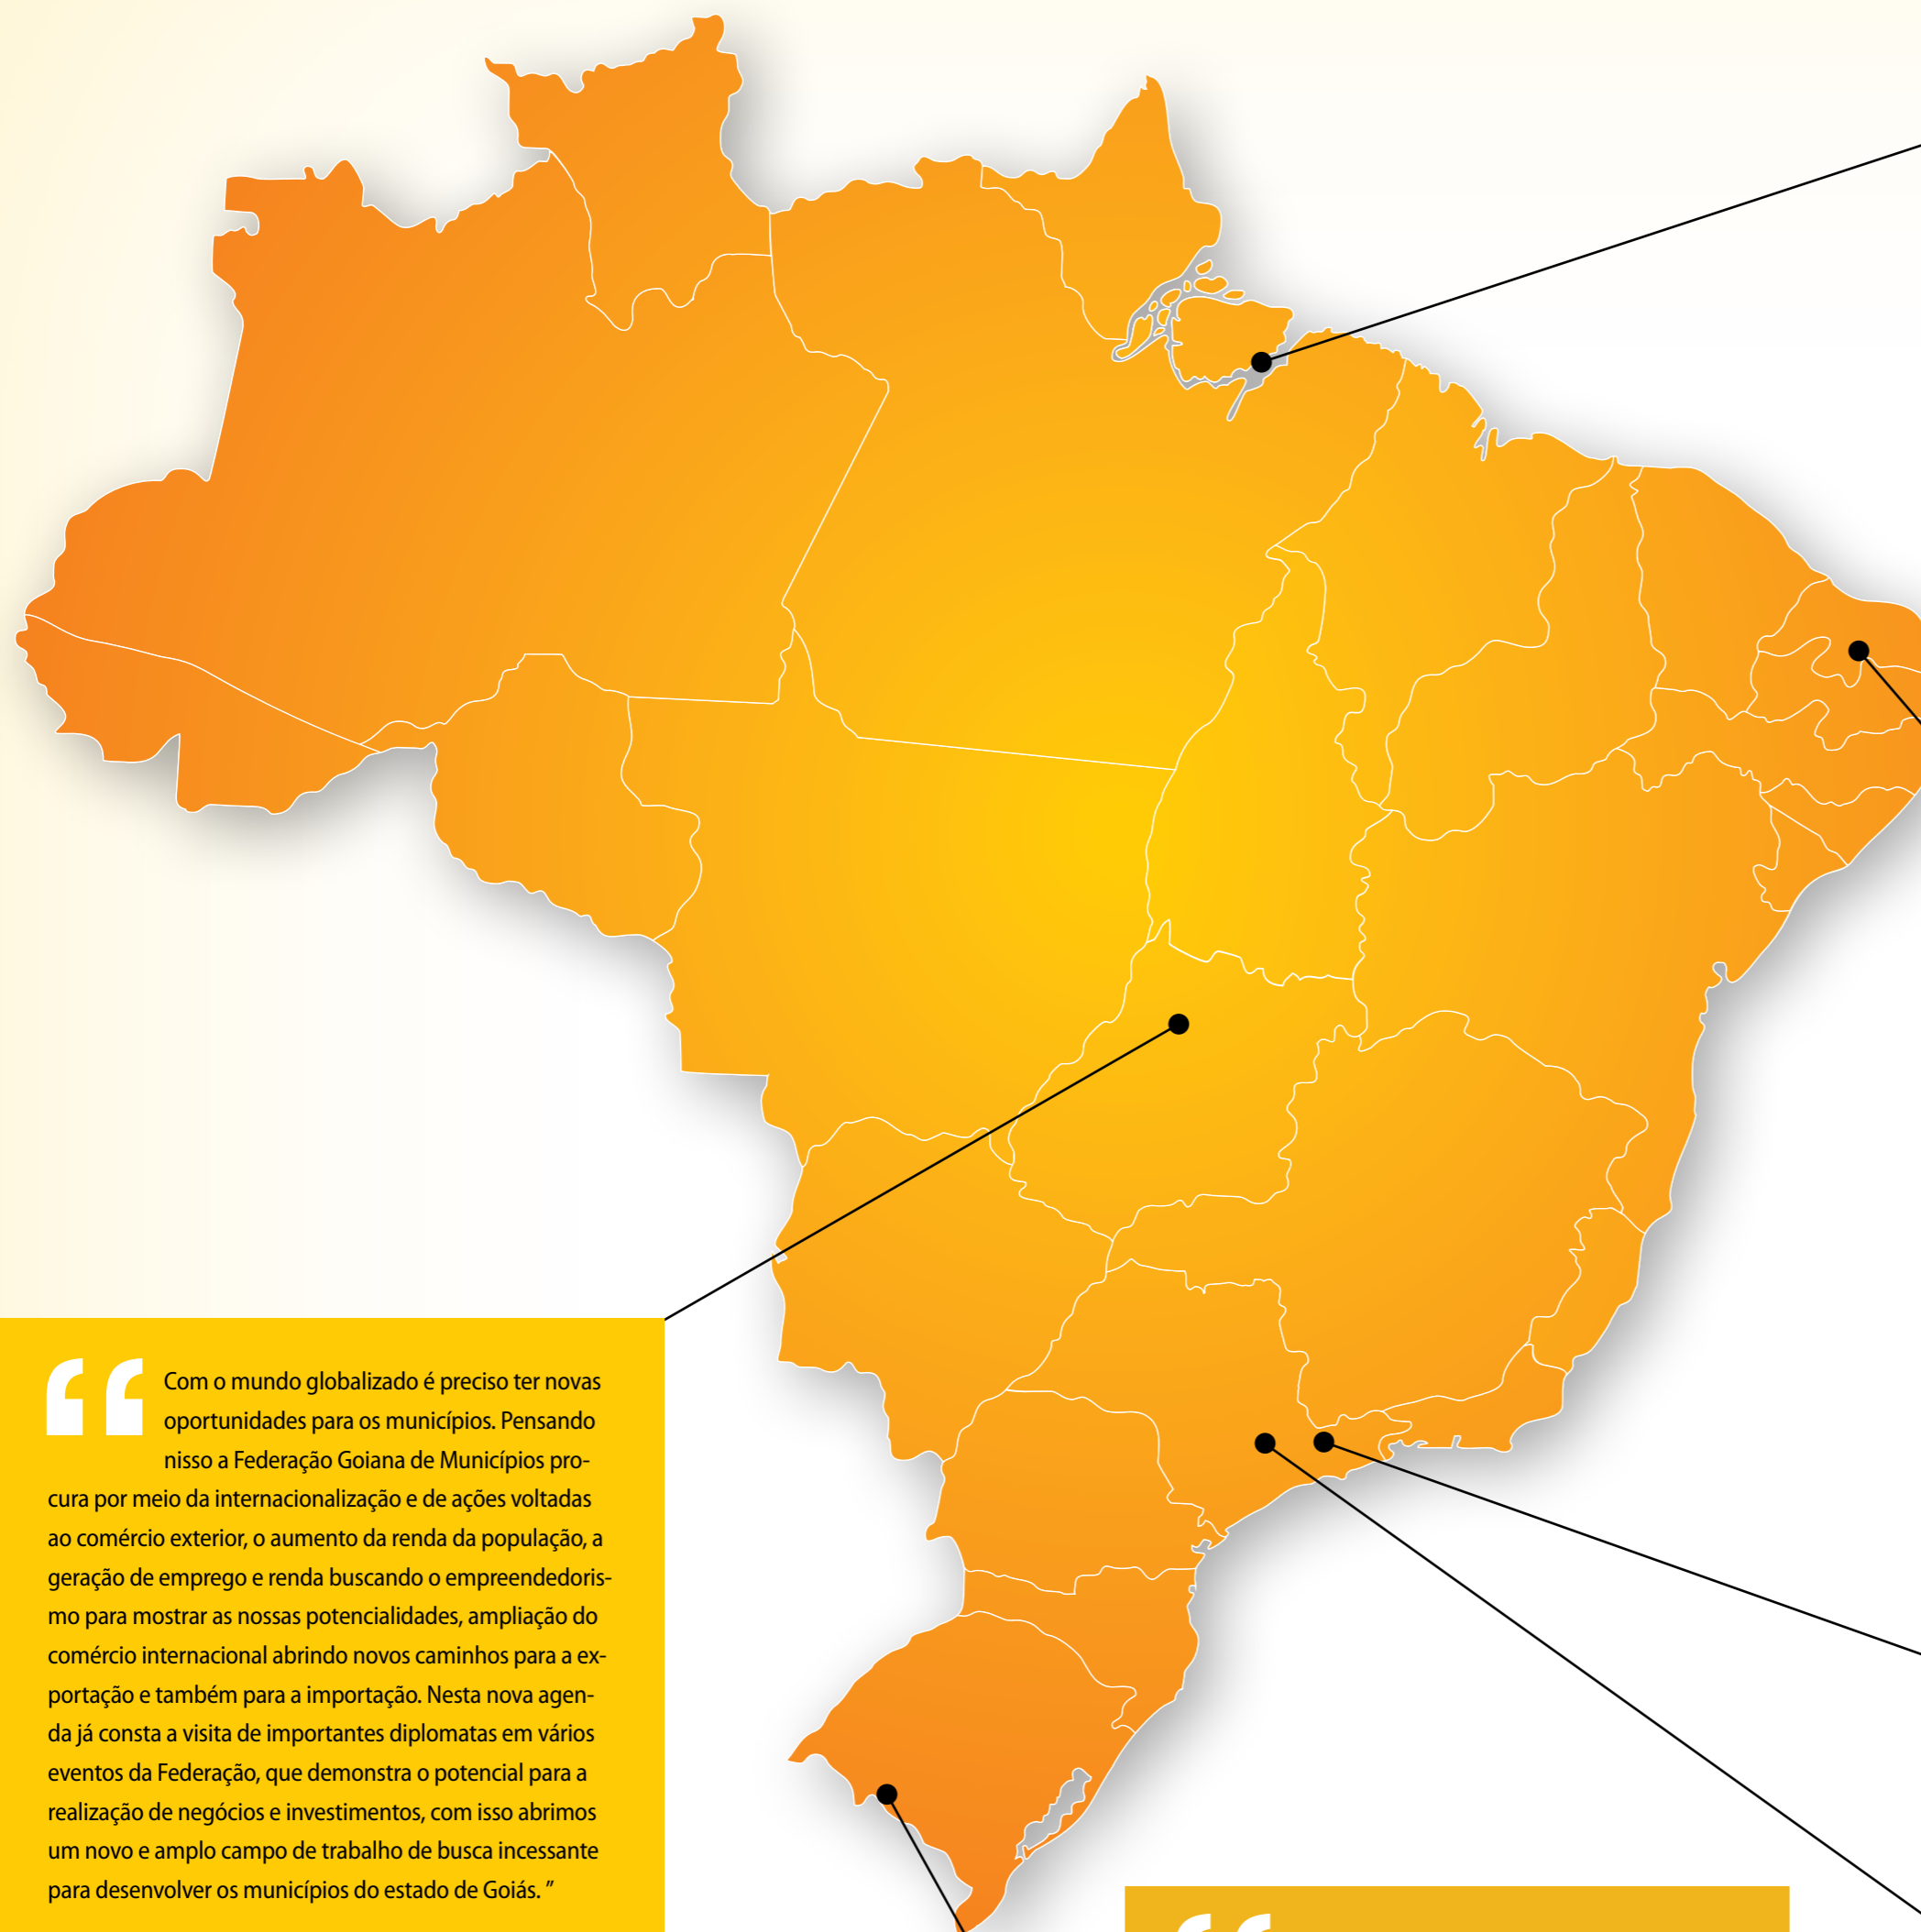 “ Com o mundo globalizado é preciso ter novas
oportunidades para os municípios. Pensando
nisso a Federação Goiana de Municípios pro-
cura por meio da internacionalização e de ações voltadas
ao comércio exterior, o aumento da renda da população, a
geração de emprego e renda buscando o empreendedoris-
mo para mostrar as nossas potencialidades, ampliação do
comércio internacional abrindo novos caminhos para a ex-
portação e também para a importação. Nesta nova agen-
da já consta a visita de importantes diplomatas em vários
eventos da Federação, que demonstra o potencial para a
realização de negócios e investimentos, com isso abrimos
um novo e amplo campo de trabalho de busca incessante
para desenvolver os municípios do estado de Goiás. ”
“